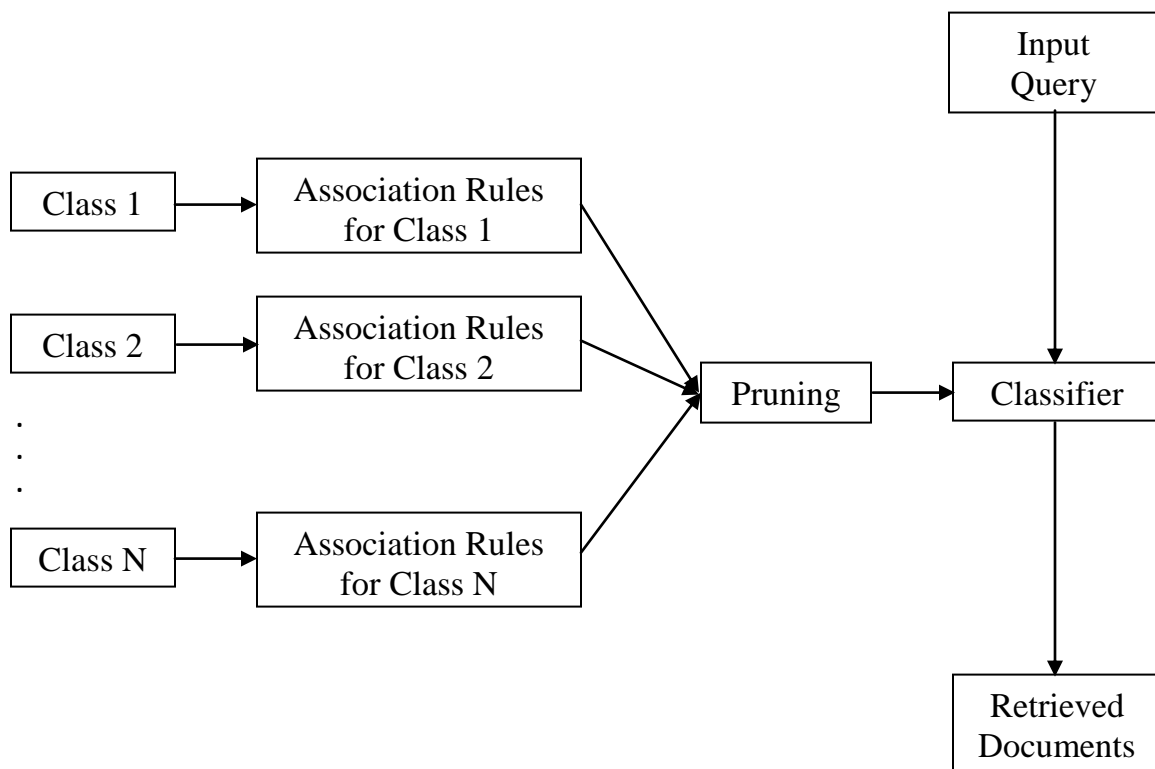 Input
Query
Class 1
Association Rules
for Class 1
Class 2
Association Rules
for Class 2
Pruning
Classifier
.
.
.
Class N
Association Rules
for Class N
Retrieved
Documents